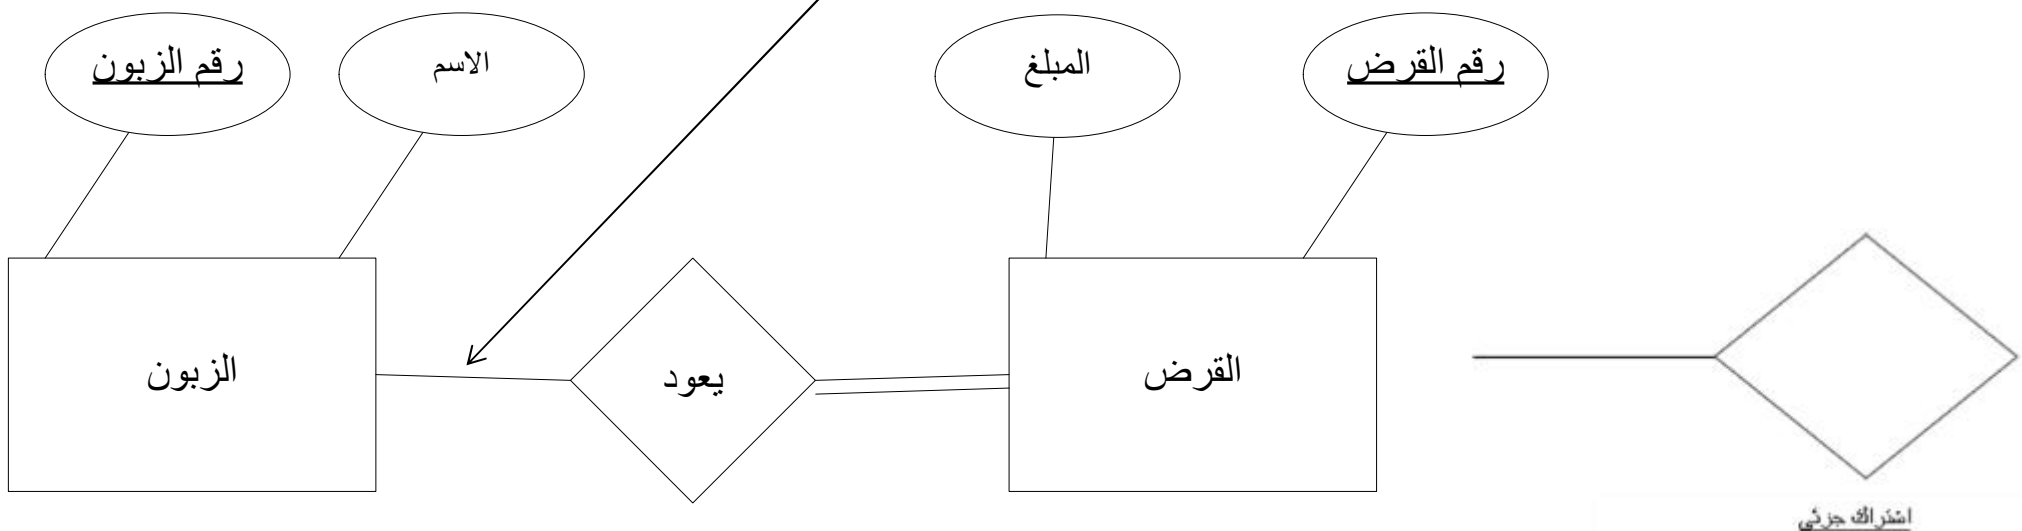 رقم القرض
المبلغ
الاسم
رقم الزبون
القرض
يعود
الزبون
اشتراك جزئي